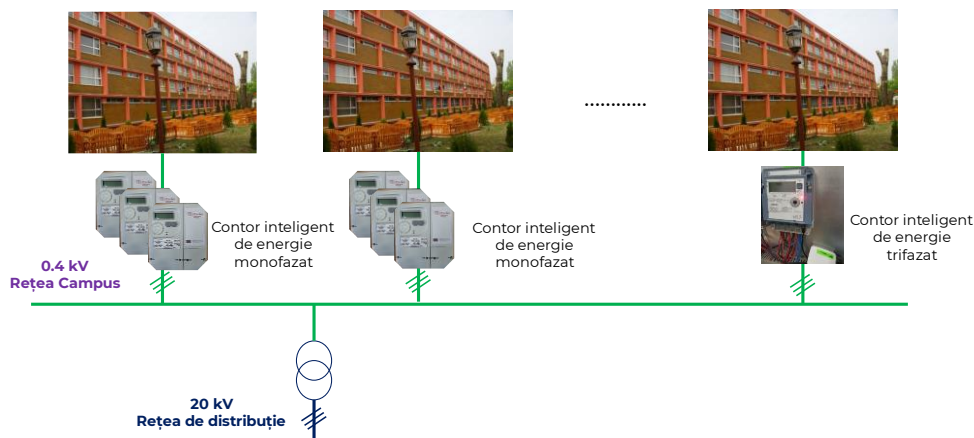 ............
Contor inteligent
de energie
monofazat
Contor inteligent
de energie
monofazat
Contor inteligent
de energie
trifazat
0.4 kV
Rețea Campus
20 kV
Rețea de distribuție